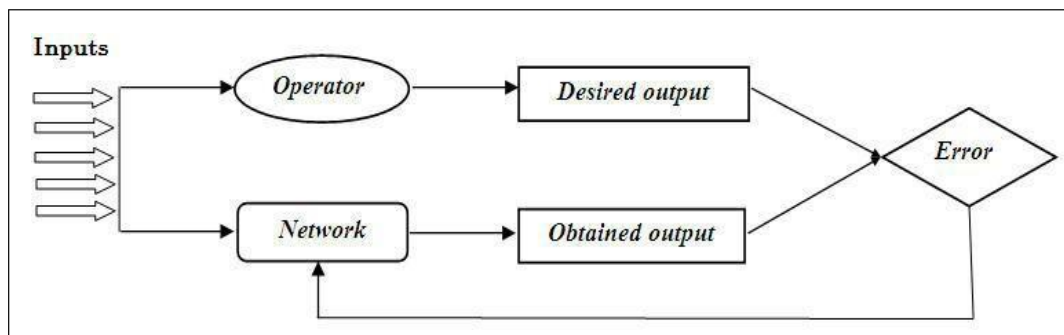 Inputs
Operator
Desired output
Error
Network
Obtained output